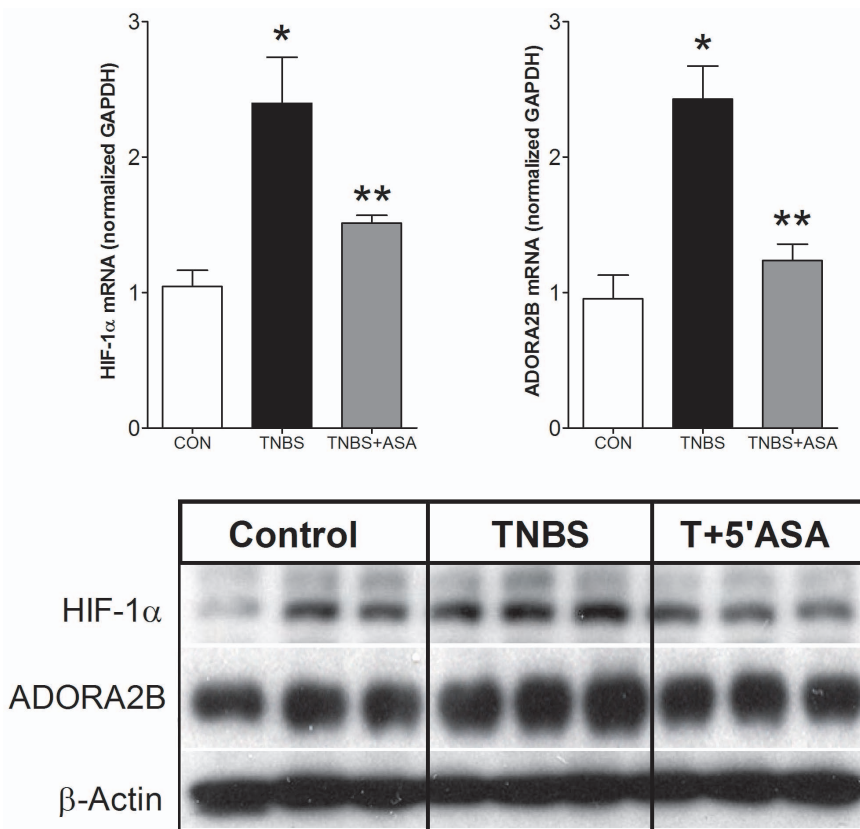 HIF-1α mRNA (normalized GAPDH)
3
2
1
0
*
**
CON
TNBS
TNBS+ASA
ADORA2B mRNA (normalized GAPDH)
3
2
1
0
*
**
CON
TNBS
TNBS+ASA
Control
TNBS
T+5'ASA
HIF-1α
ADORA2B
β-Actin